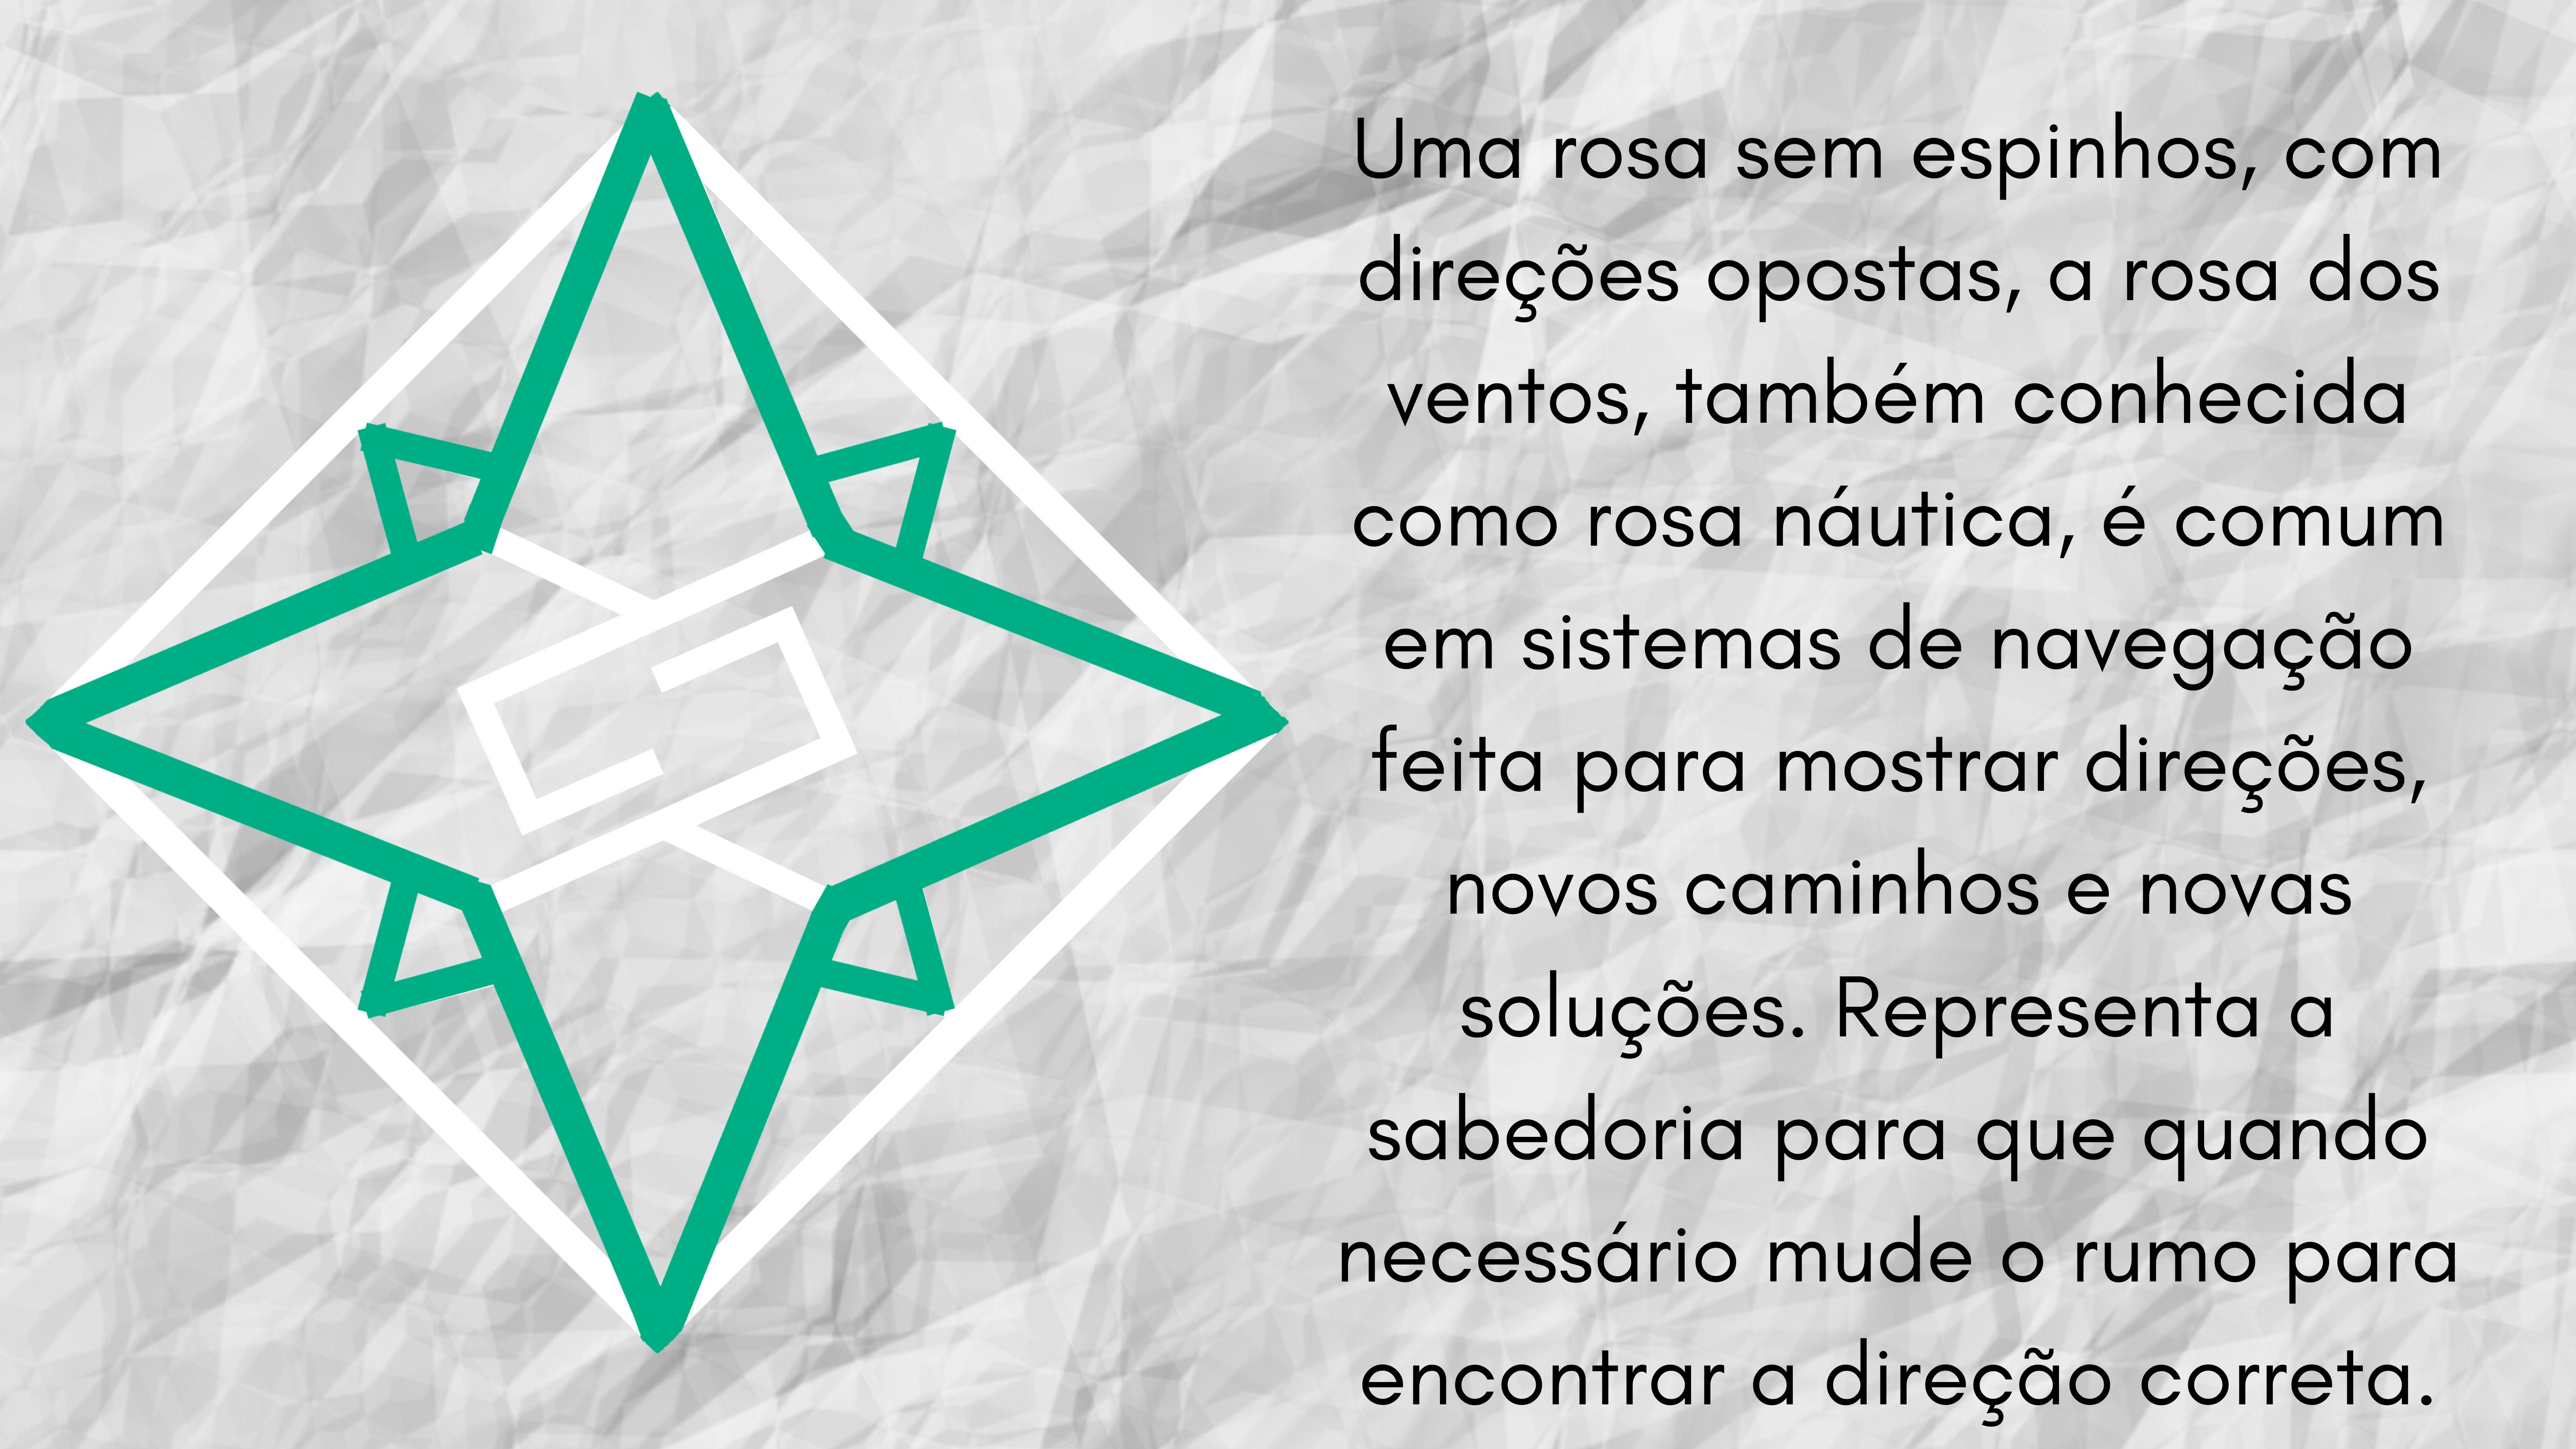 Uma rosa sem espinhos, com
direções opostas, a rosa dos
ventos, também conhecida
como rosa náutica, é comum
em sistemas de navegação
feita para mostrar direções,
novos caminhos e novas
soluções. Representa a
sabedoria para que quando
necessário mude o rumo para
encontrar a direção correta.